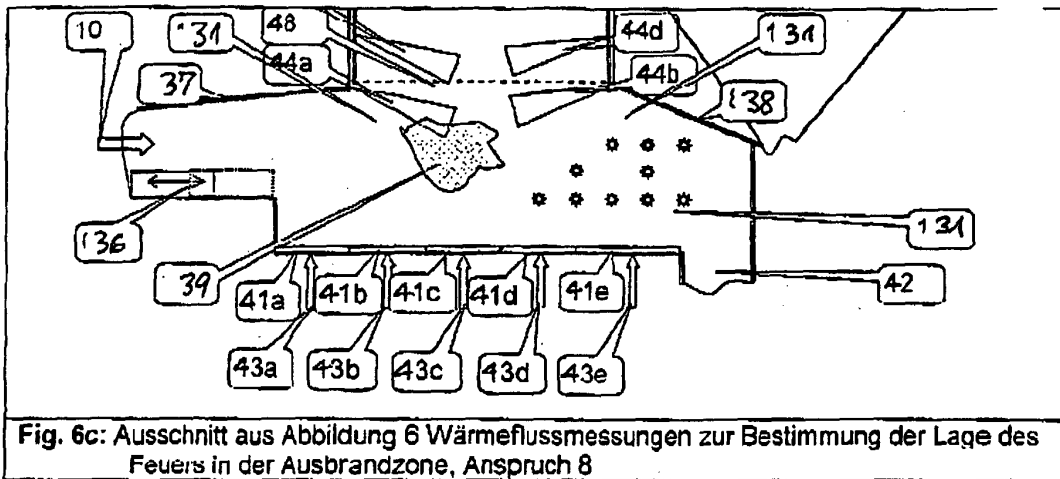 10
131
48
44d
131
44a
44b
37
138
136
131
39
41a
41b
41c
41d
41e
42
43a
43b
43c
43d
43e
Fig. 6c: Ausschnitt aus Abbildung 6 Wärmeflussmessungen zur Bestimmung der Lage des
Feuers in der Ausbrandzone, Anspruch 8